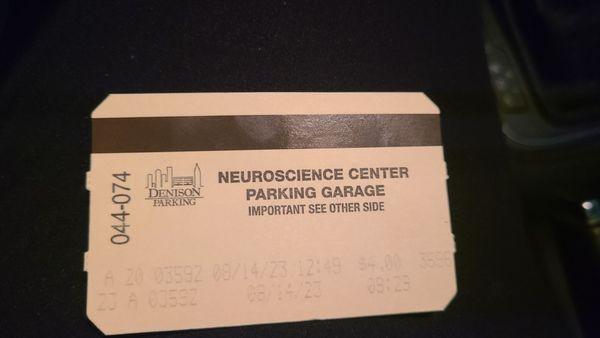 044-074
DENISON
PARKING
NEUROSCIENCE CENTER
PARKING GARAGE
IMPORTANT SEE OTHER SIDE
A 20 03592 08/14/23 12:49 $4.00
23 A 03592 08/14/23 08:29